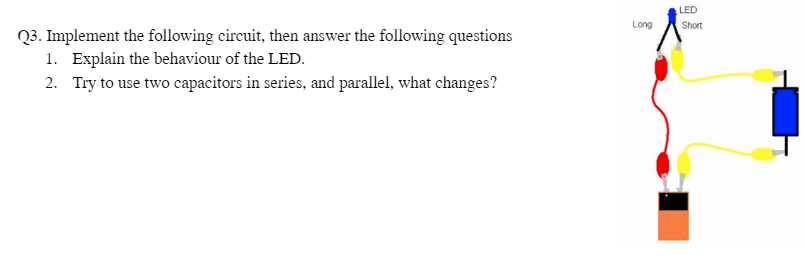 Q3. Implement the following circuit, then answer the following questions
1. Explain the behaviour of the LED.
2. Try to use two capacitors in series, and parallel, what changes?
LED
Long Short